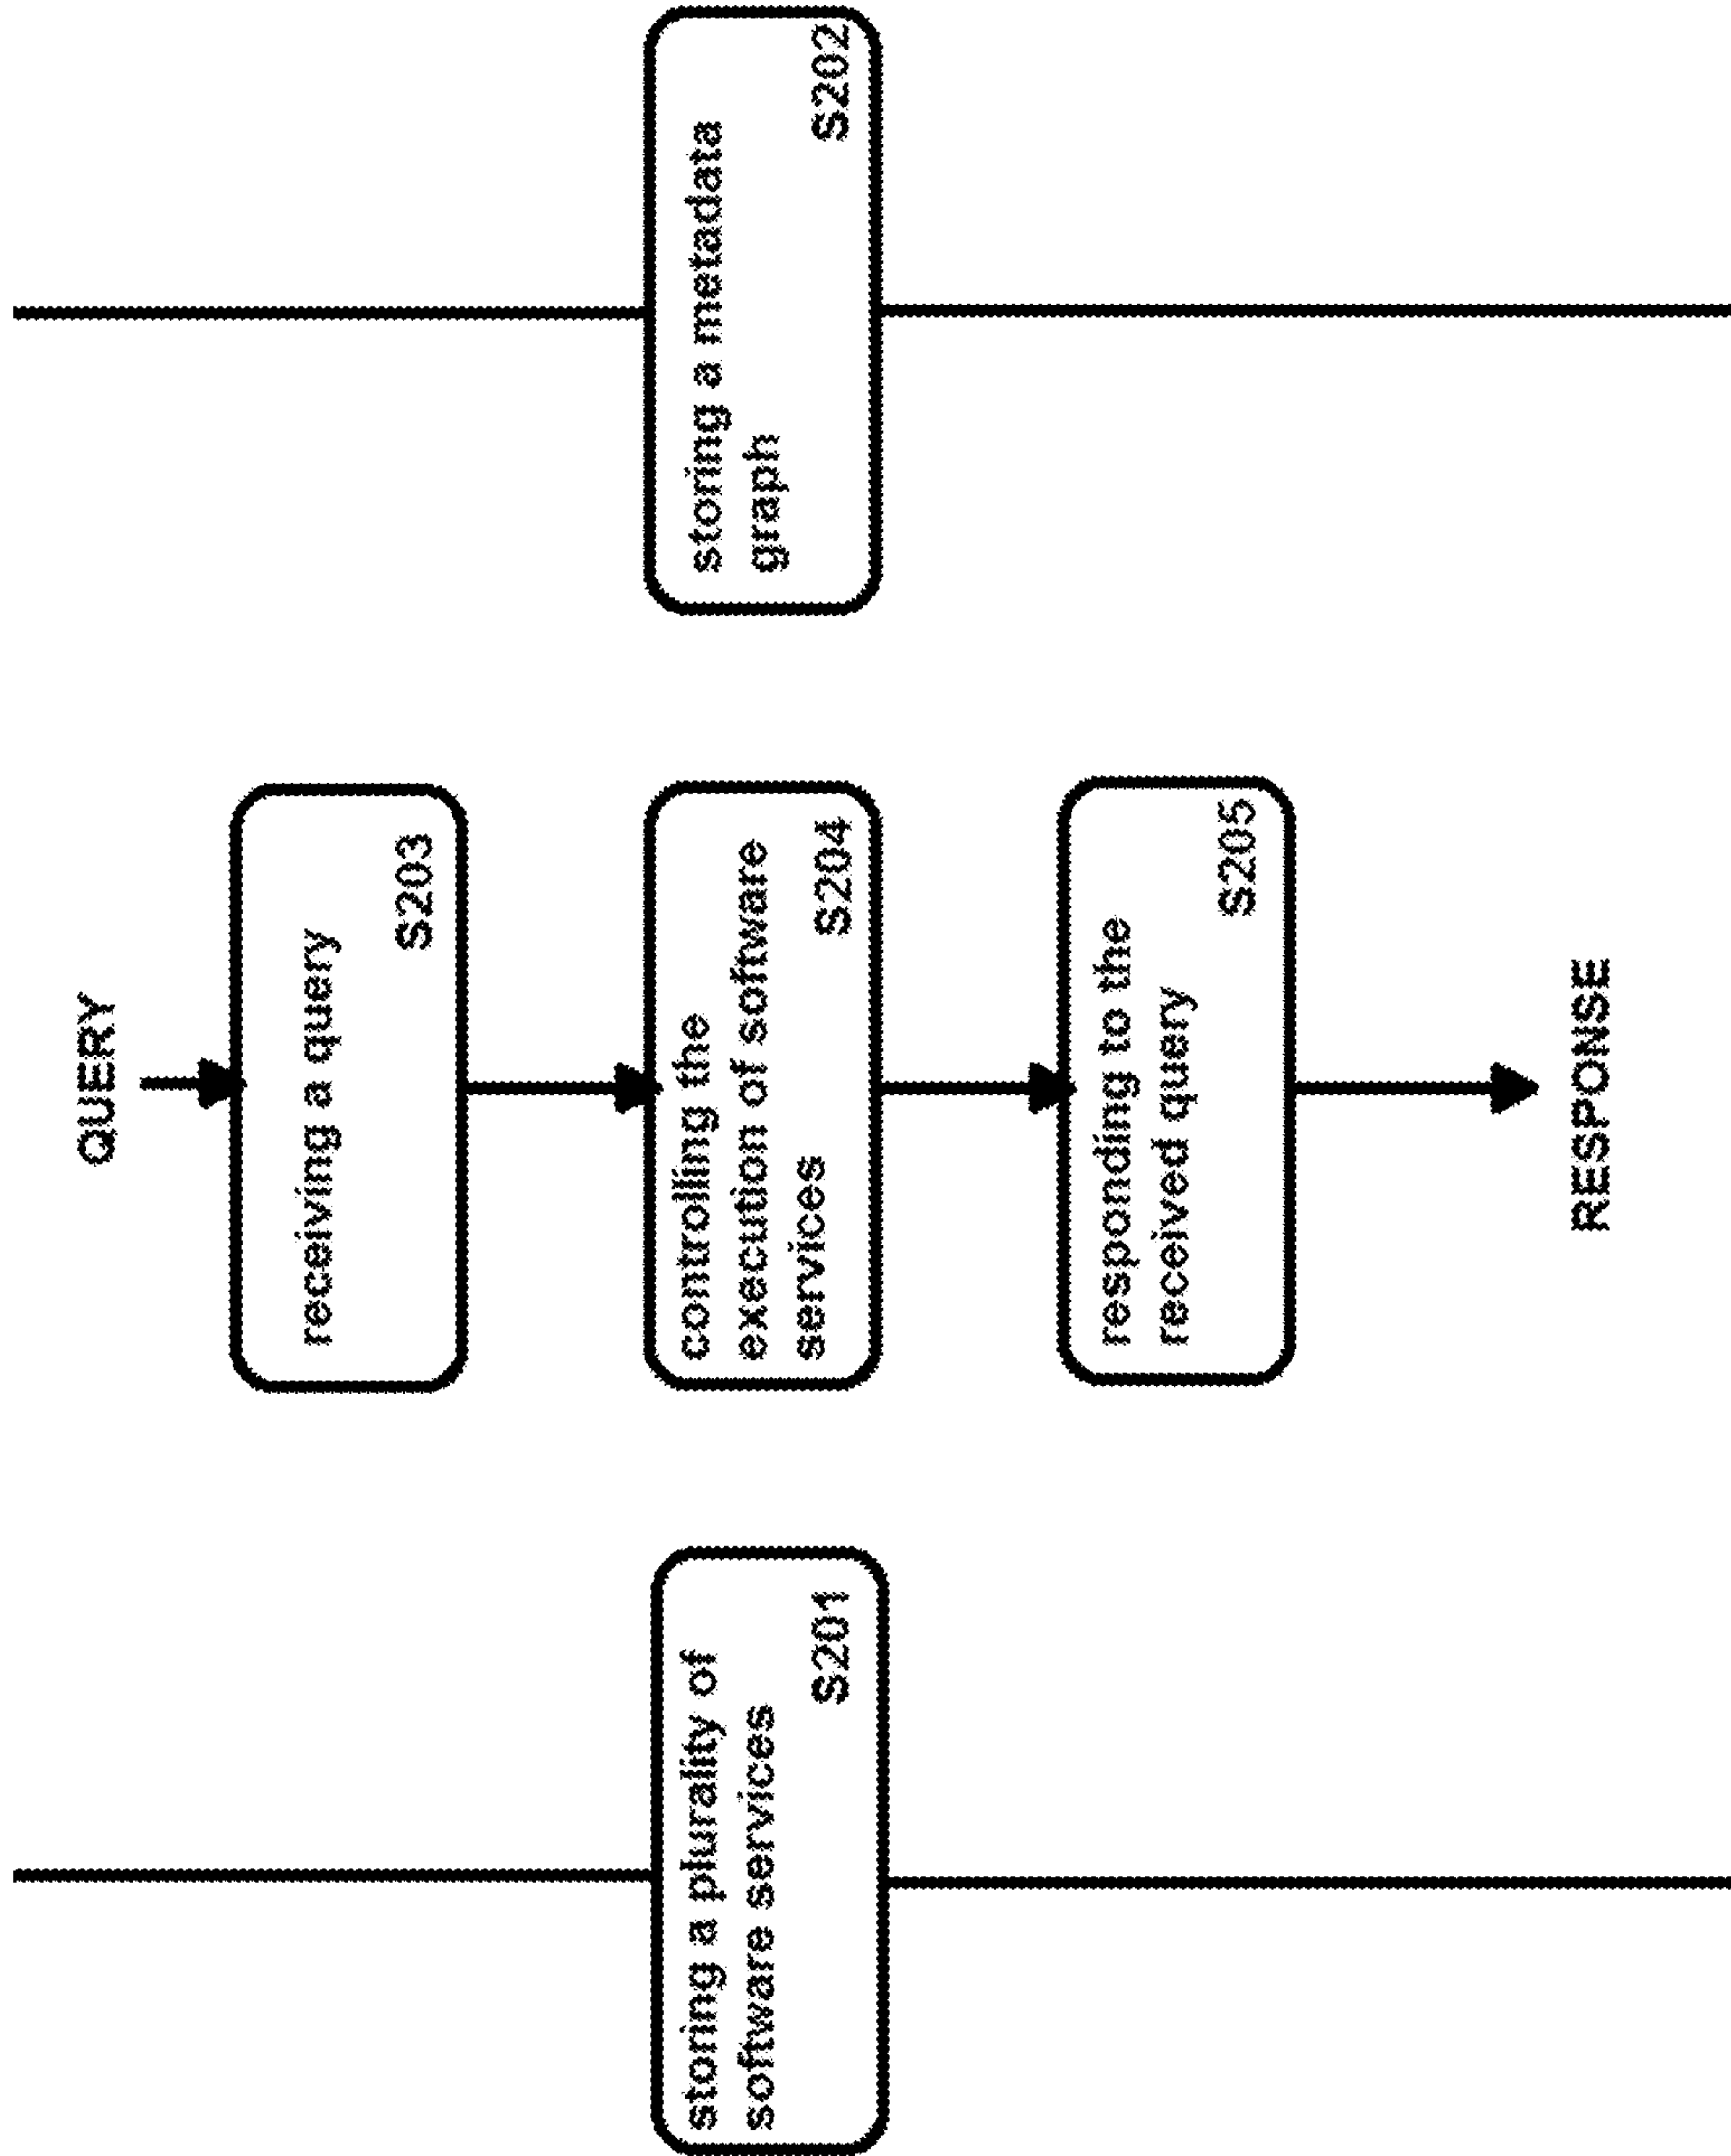 QUERY
receiving a query
S203
storing a plurality of
software services
S201
controlling the
execution of software
services
S204
storing a metadata
graph
S202
responding to the
received query
S205
RESPONSE